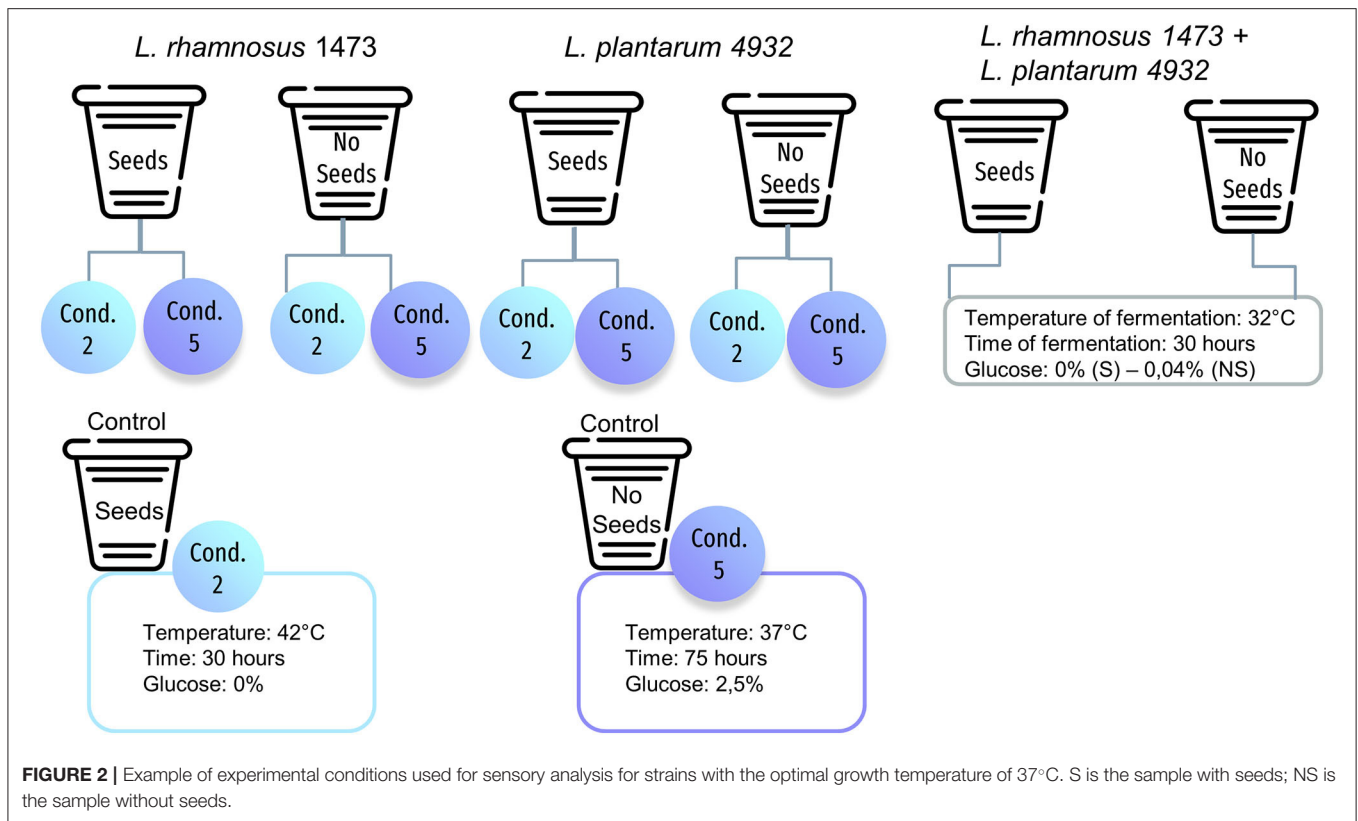 L. rhamnosus 1473
L. plantarum 4932
L. rhamnosus 1473 +
L. plantarum 4932
Seeds
No
Seeds
Seeds
No
Seeds
Seeds
No
Seeds
Cond.
2
Cond.
5
Cond.
2
Cond.
5
Cond.
2
Cond.
5
Cond.
2
Cond.
5
Temperature of fermentation: 32°C
Time of fermentation: 30 hours
Glucose: 0% (S) – 0,04% (NS)
Control
Seeds
Cond.
2
Temperature: 42°C
Time: 30 hours
Glucose: 0%
Control
No
Seeds
Cond.
5
Temperature: 37°C
Time: 75 hours
Glucose: 2,5%
FIGURE 2 | Example of experimental conditions used for sensory analysis for strains with the optimal growth temperature of 37°C. S is the sample with seeds; NS is
the sample without seeds.